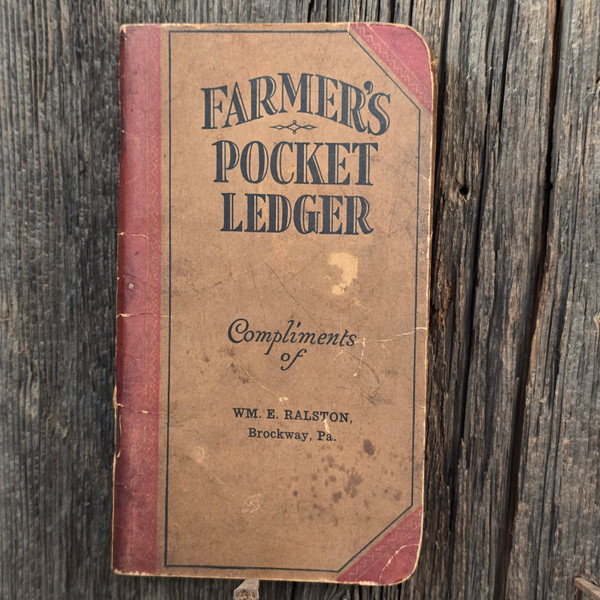 FARMER'S
POCKET
LEDGER
Compliments
of
WM. E. RALSTON,
Brockway, Pa.